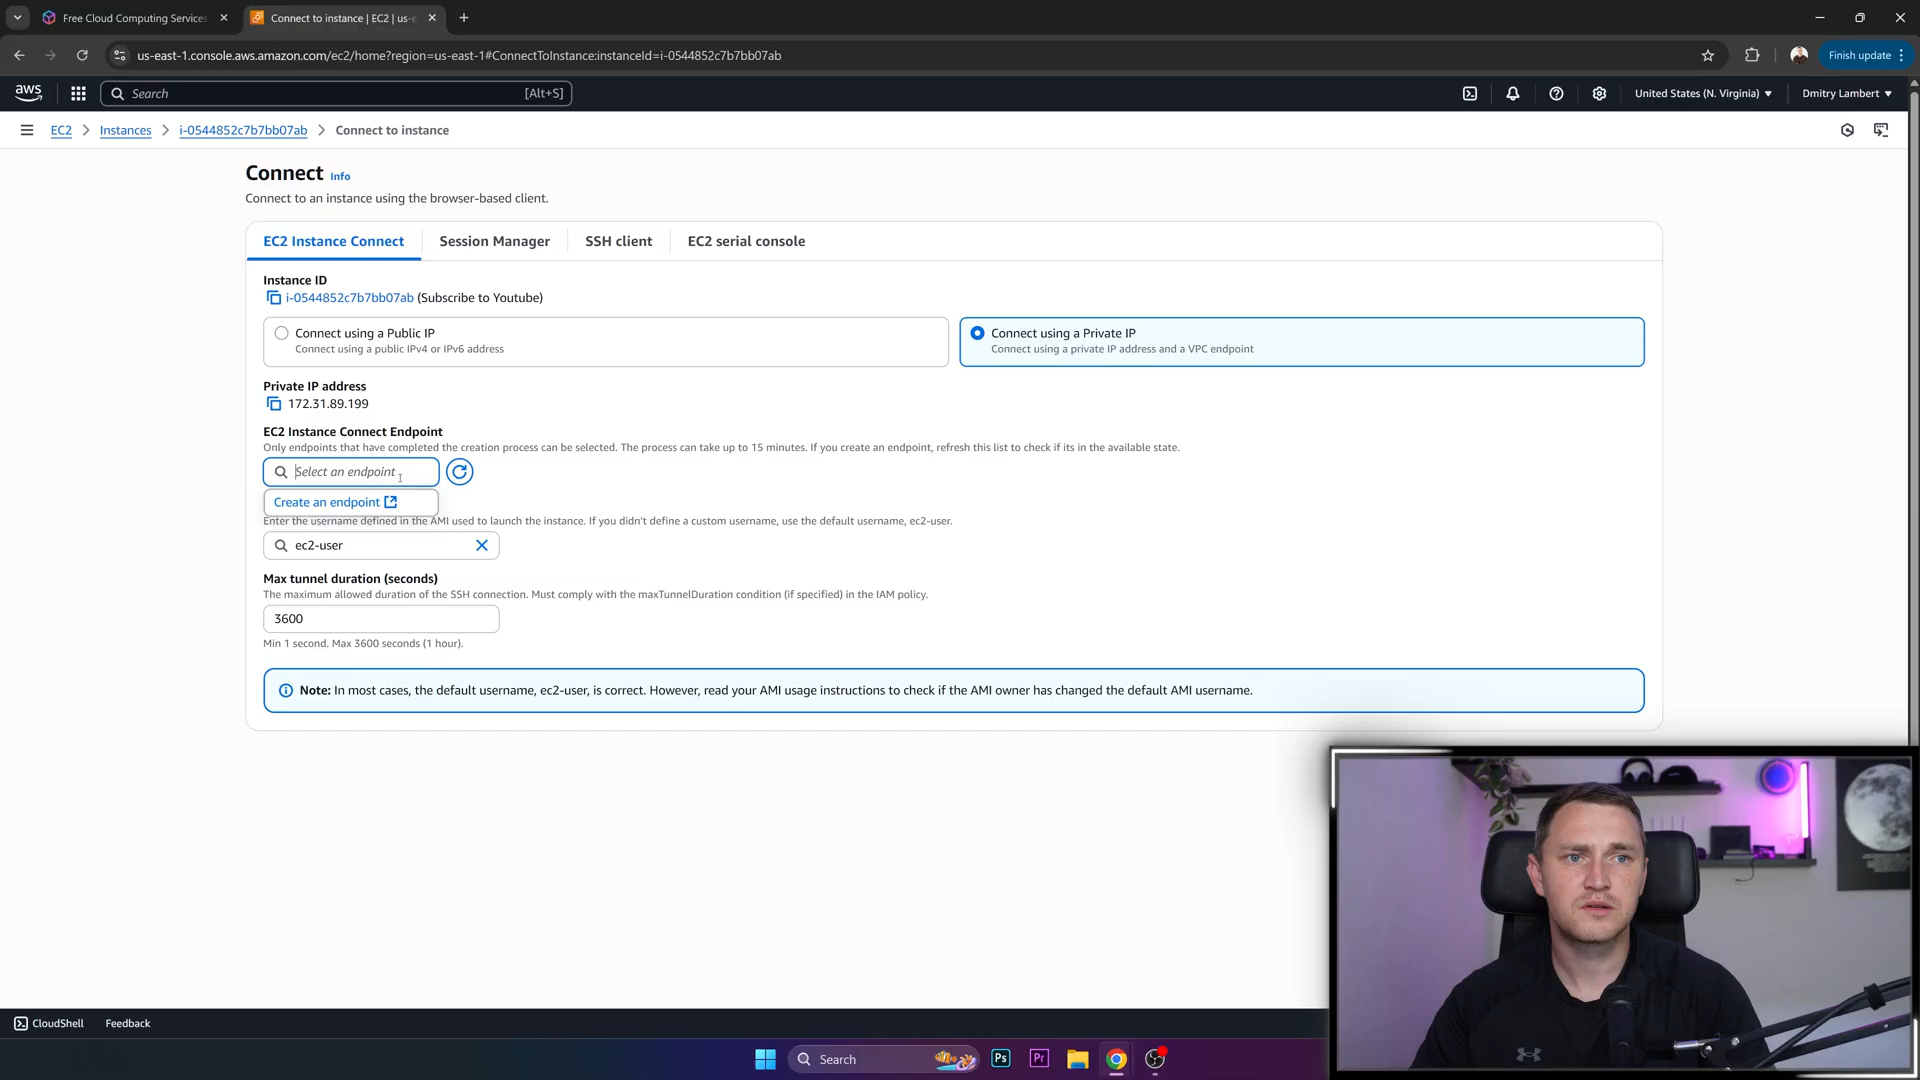 Free Cloud Computing Services
Connect to instance | EC2 | us-e
us-east-1.console.aws.amazon.com/ec2/home?region=us-east-1#ConnectToInstance:instanceId=i-0544852c7b7bb07ab
Finish update
aws
Search
[Alt+S]
United States (N. Virginia)
Dmitry Lambert
EC2
Instances
i-0544852c7b7bb07ab
Connect to instance
Connect Info
Connect to an instance using the browser-based client.
EC2 Instance Connect
Session Manager
SSH client
EC2 serial console
Instance ID
i-0544852c7b7bb07ab (Subscribe to Youtube)
Connect using a Public IP
Connect using a public IPv4 or IPv6 address
Connect using a Private IP
Connect using a private IP address and a VPC endpoint
Private IP address
172.31.89.199
EC2 Instance Connect Endpoint
Only endpoints that have completed the creation process can be selected. The process can take up to 15 minutes. If you create an endpoint, refresh this list to check if its in the available state.
Select an endpoint
Create an endpoint
Enter the username defined in the AMI used to launch the instance. If you didn't define a custom username, use the default username, ec2-user.
ec2-user
Max tunnel duration (seconds)
The maximum allowed duration of the SSH connection. Must comply with the maxTunnelDuration condition (if specified) in the IAM policy.
3600
Min 1 second. Max 3600 seconds (1 hour).
Note: In most cases, the default username, ec2-user, is correct. However, read your AMI usage instructions to check if the AMI owner has changed the default AMI username.
CloudShell
Feedback
Search
Ps
Pr